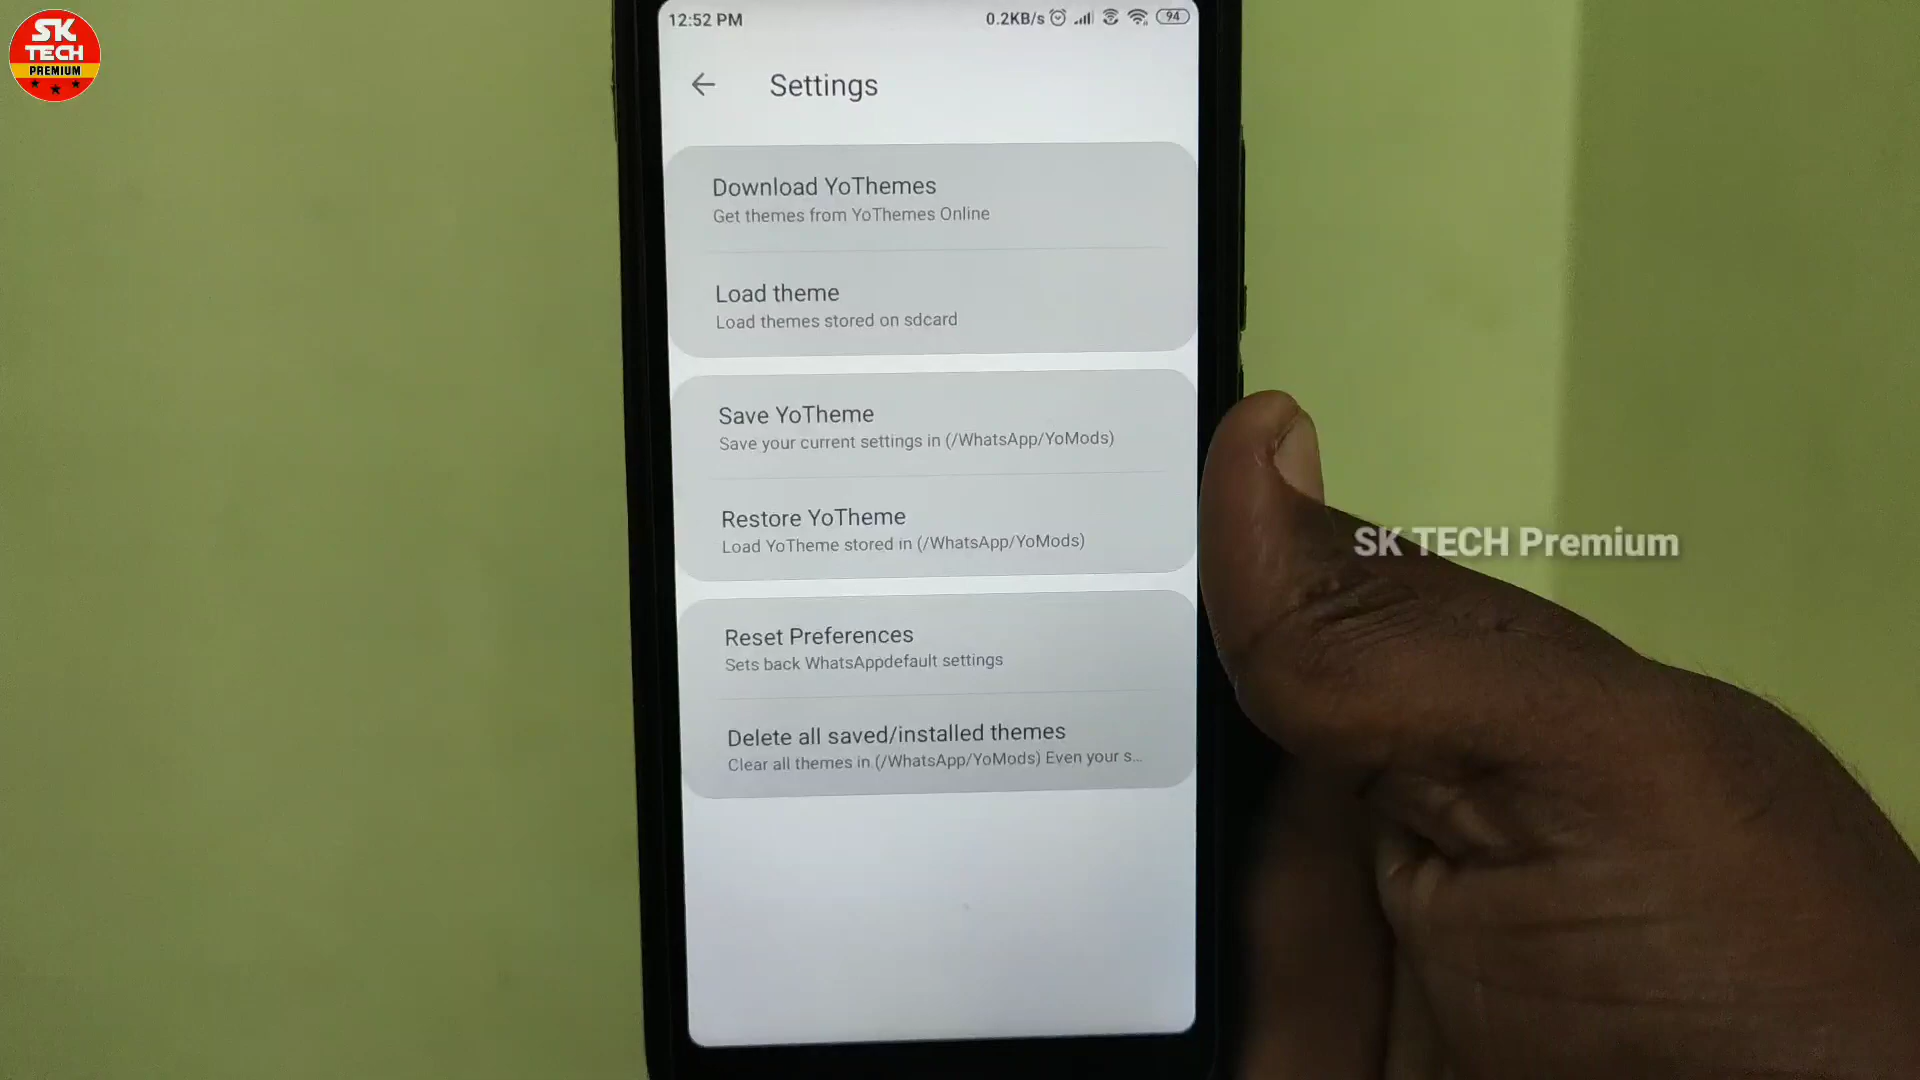 SK
TECH
PREMIUM
12:52 PM
0.2KB/s
94
Settings
Download YoThemes
Get themes from YoThemes Online
Load theme
Load themes stored on sdcard
Save YoTheme
Save your current settings in (/WhatsApp/YoMods)
Restore YoTheme
Load YoTheme stored in (/WhatsApp/YoMods)
SK TECH Premium
Reset Preferences
Sets back WhatsAppdefault settings
Delete all saved/installed themes
Clear all themes in (/WhatsApp/YoMods) Even your s...